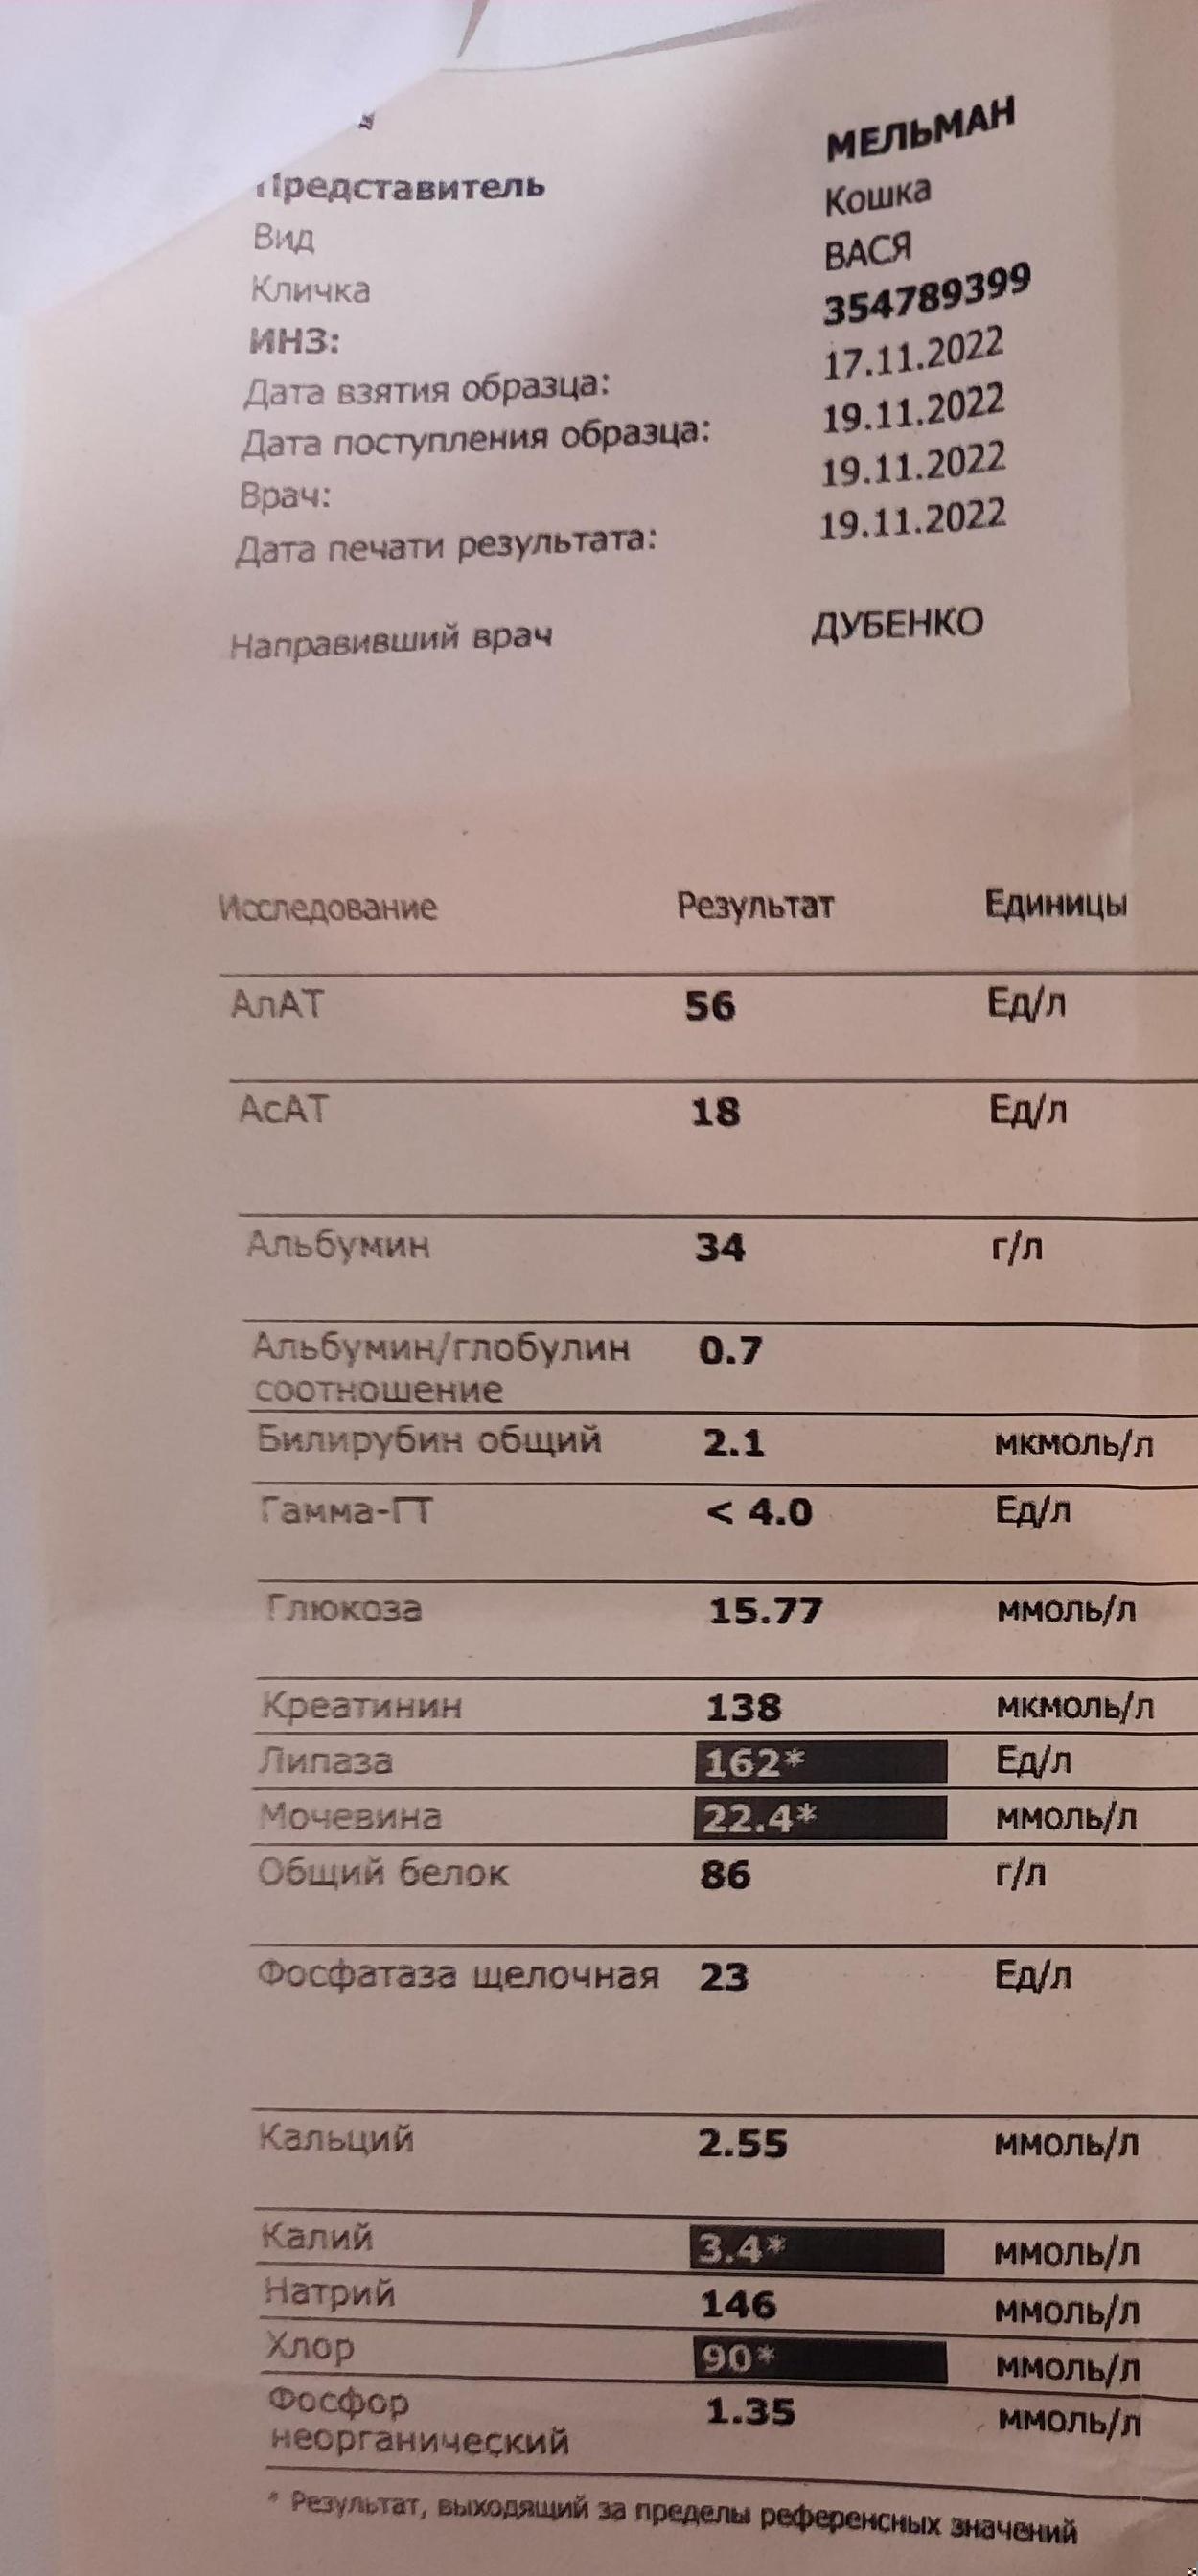 Представитель МЕЛЬМАН
Вид Кошка
Кличка ВАСЯ
ИНЗ: 354789399
Дата взятия образца: 17.11.2022
Дата поступления образца: 19.11.2022
Врач: 19.11.2022
Дата печати результата: 19.11.2022
Направивший врач ДУБЕНКО
Исследование Результат Единицы
АлАТ 56 Ед/л
АсАТ 18 Ед/л
Альбумин 34 г/л
Альбумин/глобулин 0.7
соотношение
Билирубин общий 2.1 мкмоль/л
Гамма-ГТ < 4.0 Ед/л
Глюкоза 15.77 ммоль/л
Креатинин 138 мкмоль/л
Липаза 162* Ед/л
Мочевина 22.4* ммоль/л
Общий белок 86 г/л
Фосфатаза щелочная 23 Ед/л
Кальций 2.55 ммоль/л
Калий 3.4* ммоль/л
Натрий 146 ммоль/л
Хлор 90* ммоль/л
Фосфор 1.35 ммоль/л
неорганический
* Результат, выходящий за пределы референсных значений